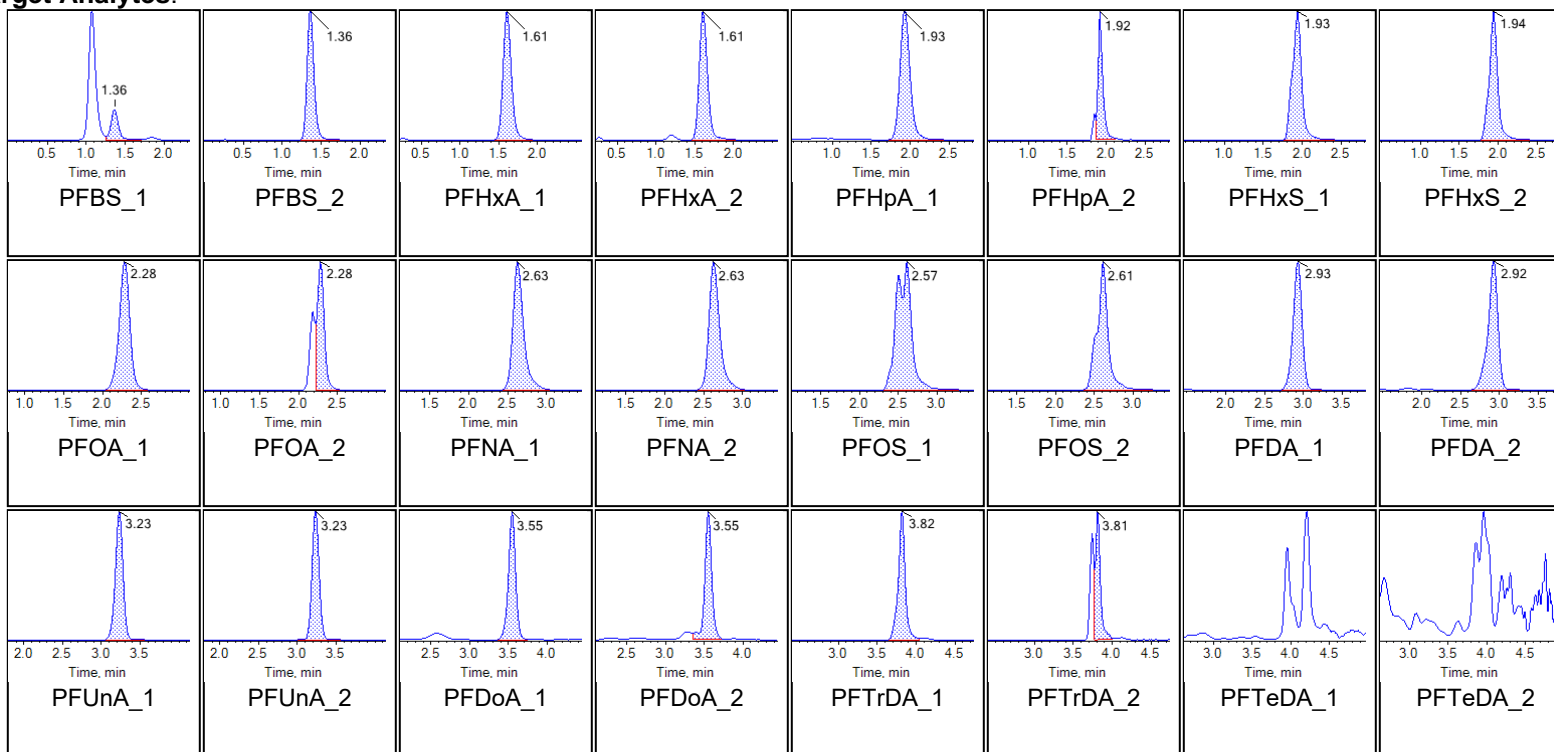 rget Analytes:
1.36 1.36 1.61 1.61 1.93 1.92 1.93 1.94
0.5 1.0 1.5 2.0 0.5 1.0 1.5 2.0 0.5 1.0 1.5 2.0 0.5 1.0 1.5 2.0 1.0 1.5 2.0 2.5 1.0 1.5 2.0 2.5 1.0 1.5 2.0 2.5 1.0 1.5 2.0 2.5
Time, min Time, min Time, min Time, min Time, min Time, min Time, min Time, min
PFBS_1 PFBS_2 PFHxA_1 PFHxA_2 PFHpA_1 PFHpA_2 PFHxS_1 PFHxS_2
2.28 2.28 2.63 2.63 2.57 2.61 2.93 2.92
1.0 1.5 2.0 2.5 1.0 1.5 2.0 2.5 1.5 2.0 2.5 3.0 1.5 2.0 2.5 3.0 1.5 2.0 2.5 3.0 1.5 2.0 2.5 3.0 2.0 2.5 3.0 3.5 2.0 2.5 3.0 3.5
Time, min Time, min Time, min Time, min Time, min Time, min Time, min Time, min
PFOA_1 PFOA_2 PFNA_1 PFNA_2 PFOS_1 PFOS_2 PFDA_1 PFDA_2
3.23 3.23 3.55 3.55 3.82 3.81
2.0 2.5 3.0 3.5 2.0 2.5 3.0 3.5 2.5 3.0 3.5 4.0 2.5 3.0 3.5 4.0 3.0 3.5 4.0 4.5 3.0 3.5 4.0 4.5 3.0 3.5 4.0 4.5 3.0 3.5 4.0 4.5
Time, min Time, min Time, min Time, min Time, min Time, min Time, min Time, min
PFUnA_1 PFUnA_2 PFDoA_1 PFDoA_2 PFTrDA_1 PFTrDA_2 PFTeDA_1 PFTeDA_2